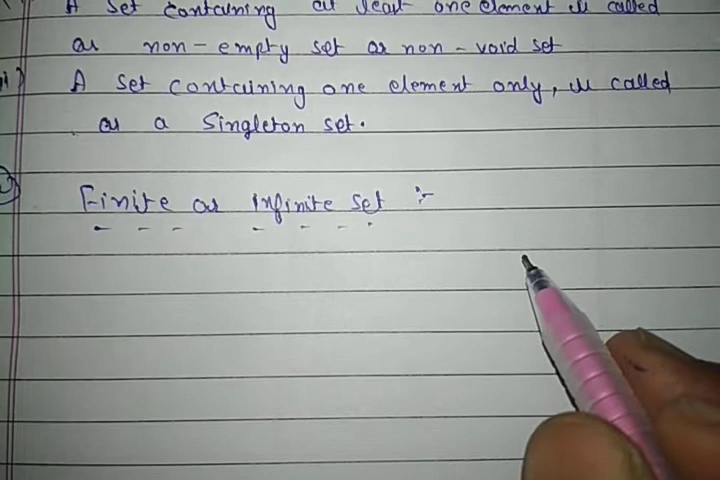 A set containing at least one element is called
as non-empty set or non-void set
ii) A set containing one element only, is called
as a Singleton set.
Finite or Infinite set :-